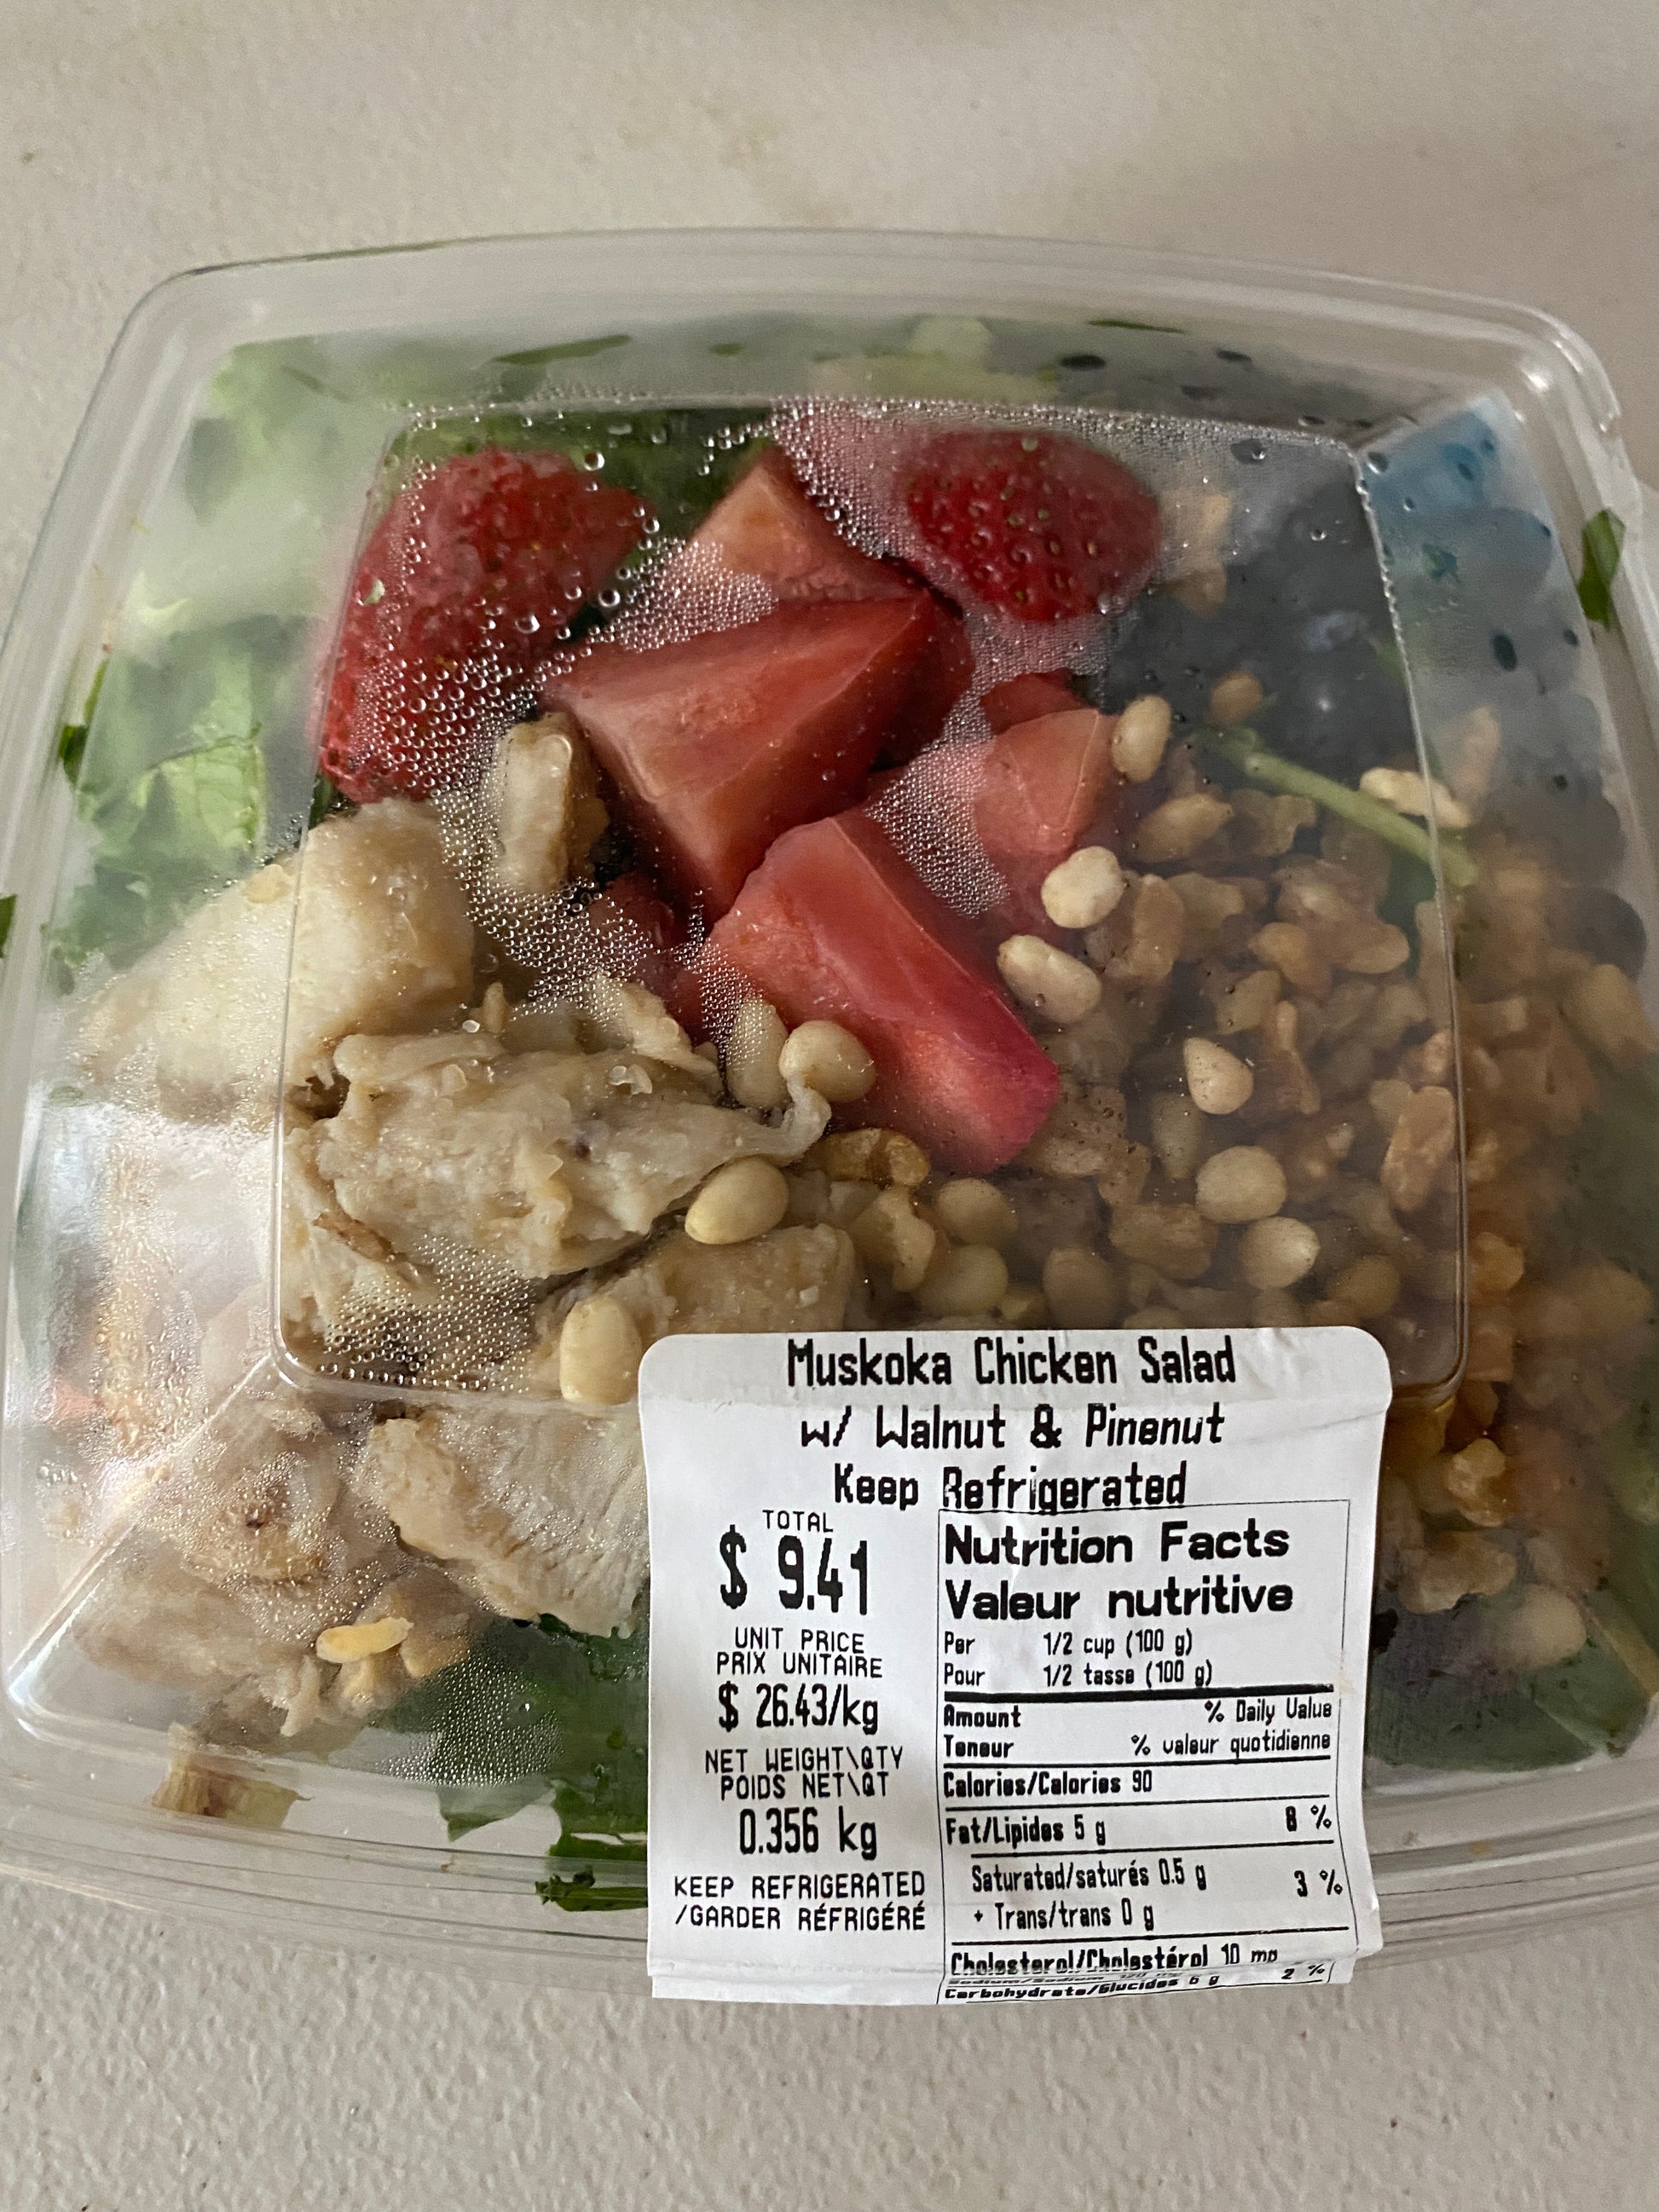 Muskoka Chicken Salad
w/ Walnut & Pinenut
Keep Refrigerated
TOTAL
$ 9.41
UNIT PRICE
PRIX UNITAIRE
$ 26.43/kg
NET WEIGHT\QTY
POIDS NET\QT
0.356 kg
KEEP REFRIGERATED
/GARDER RÉFRIGÉRÉ
Nutrition Facts
Valeur nutritive
Per 1/2 cup (100 g)
Pour 1/2 tasse (100 g)
Amount % Daily Value
Teneur % valeur quotidienne
Calories/Calories 90
Fat/Lipides 5 g 8 %
Saturated/saturés 0.5 g 3 %
+ Trans/trans 0 g
Cholesterol/Cholestérol 10 mg
Carbohydrate/Glucides 6 g 2 %